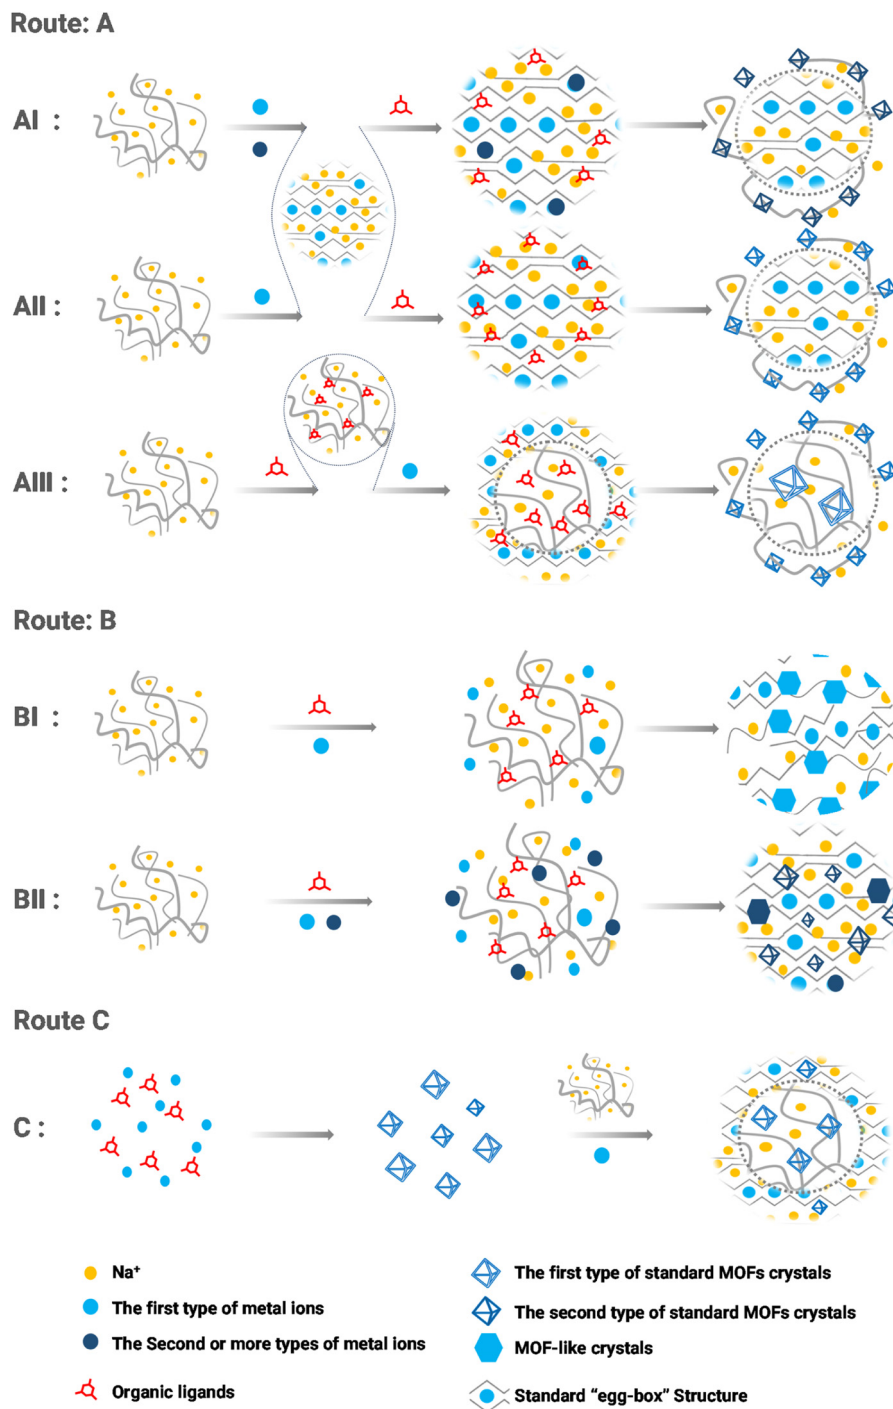 Route: A
AI :
AII :
AIII :
Route: B
BI :
BII :
Route C
C :
Na⁺
The first type of standard MOFs crystals
The first type of metal ions
The second type of standard MOFs crystals
The Second or more types of metal ions
MOF-like crystals
Organic ligands
Standard “egg-box” Structure